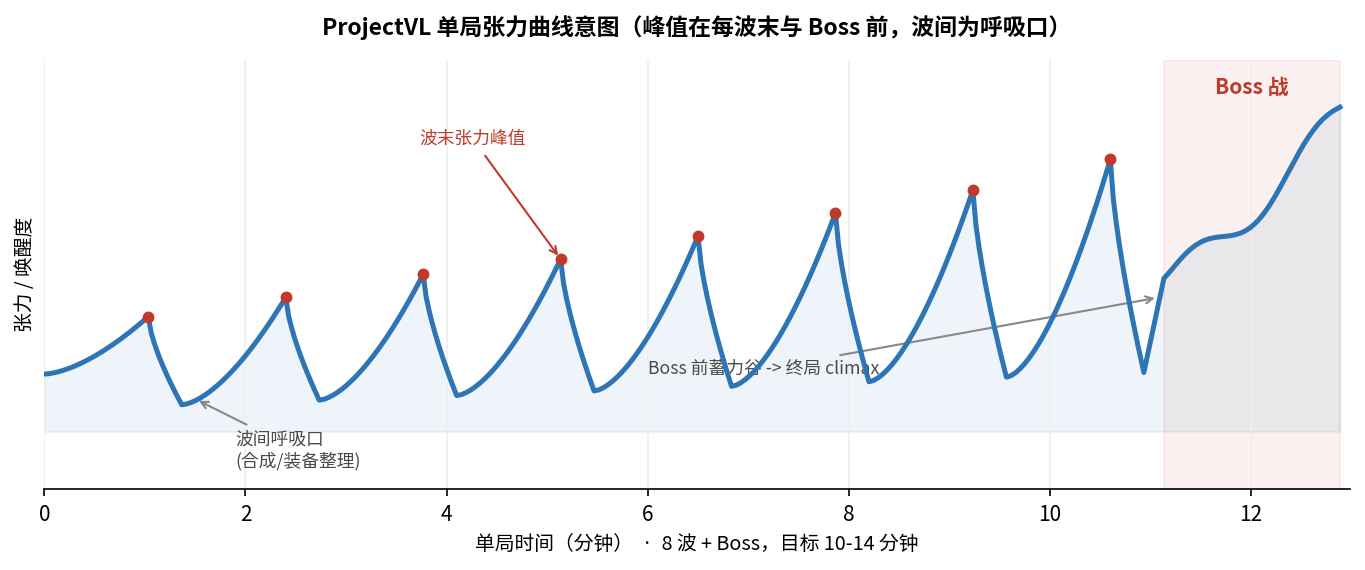 ProjectVL 单局张力曲线意图（峰值在每波末与 Boss 前，波间为呼吸口）
Boss 战
波末张力峰值
张力 / 唤醒度
Boss 前蓄力谷 -> 终局 climax
波间呼吸口
(合成/装备整理)
0 2 4 6 8 10 12
单局时间（分钟） · 8 波 + Boss，目标 10-14 分钟